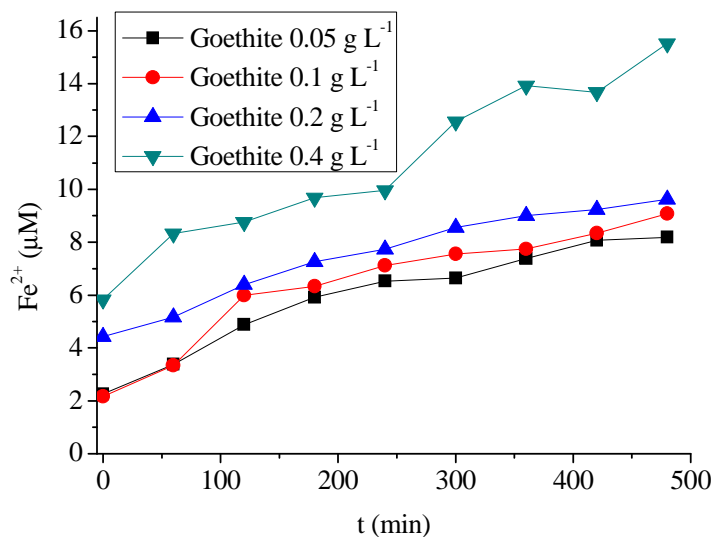 16
14
12
10
8
6
4
2
0
Fe²⁺ (μM)
Goethite 0.05 g L⁻¹
Goethite 0.1 g L⁻¹
Goethite 0.2 g L⁻¹
Goethite 0.4 g L⁻¹
0 100 200 300 400 500
t (min)